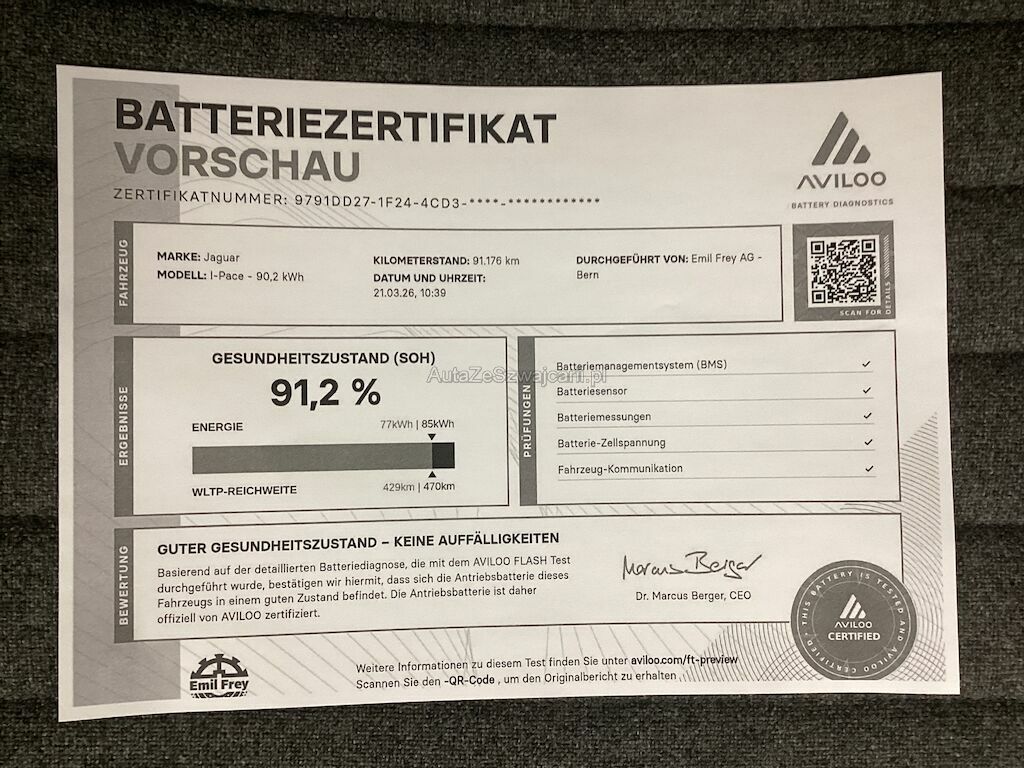 BATTERIEZERTIFIKAT
VORSCHAU
ZERTIFIKATNUMMER: 9791DD27-1F24-4CD3-****-************
AVILOO
BATTERY DIAGNOSTICS
FAHRZEUG
MARKE: Jaguar
MODELL: I-Pace - 90,2 kWh
KILOMETERSTAND: 91.176 km
DATUM UND UHRZEIT:
21.03.26, 10:39
DURCHGEFÜHRT VON: Emil Frey AG -
Bern
SCAN FOR DETAILS
ERGEBNISSE
GESUNDHEITSZUSTAND (SOH)
91,2 %
ENERGIE 77kWh | 85kWh
WLTP-REICHWEITE 429km | 470km
PRÜFUNGEN
Batteriemanagementsystem (BMS)
Batteriesensor
Batteriemessungen
Batterie-Zellspannung
Fahrzeug-Kommunikation
AutaZeSzwajcarii.pl
BEWERTUNG
GUTER GESUNDHEITSZUSTAND – KEINE AUFFÄLLIGKEITEN
Basierend auf der detaillierten Batteriediagnose, die mit dem AVILOO FLASH Test
durchgeführt wurde, bestätigen wir hiermit, dass sich die Antriebsbatterie dieses
Fahrzeugs in einem guten Zustand befindet. Die Antriebsbatterie ist daher
offiziell von AVILOO zertifiziert.
Marcus Berger
Dr. Marcus Berger, CEO
THIS BATTERY IS TESTED AND AVILOO CERTIFIED
AVILOO
CERTIFIED
Emil Frey
Weitere Informationen zu diesem Test finden Sie unter aviloo.com/ft-preview
Scannen Sie den -QR-Code , um den Originalbericht zu erhalten